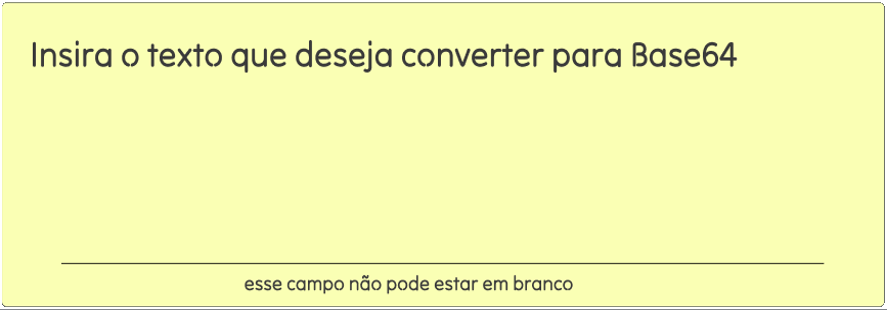 Insira o texto que deseja converter para Base64
esse campo não pode estar em branco